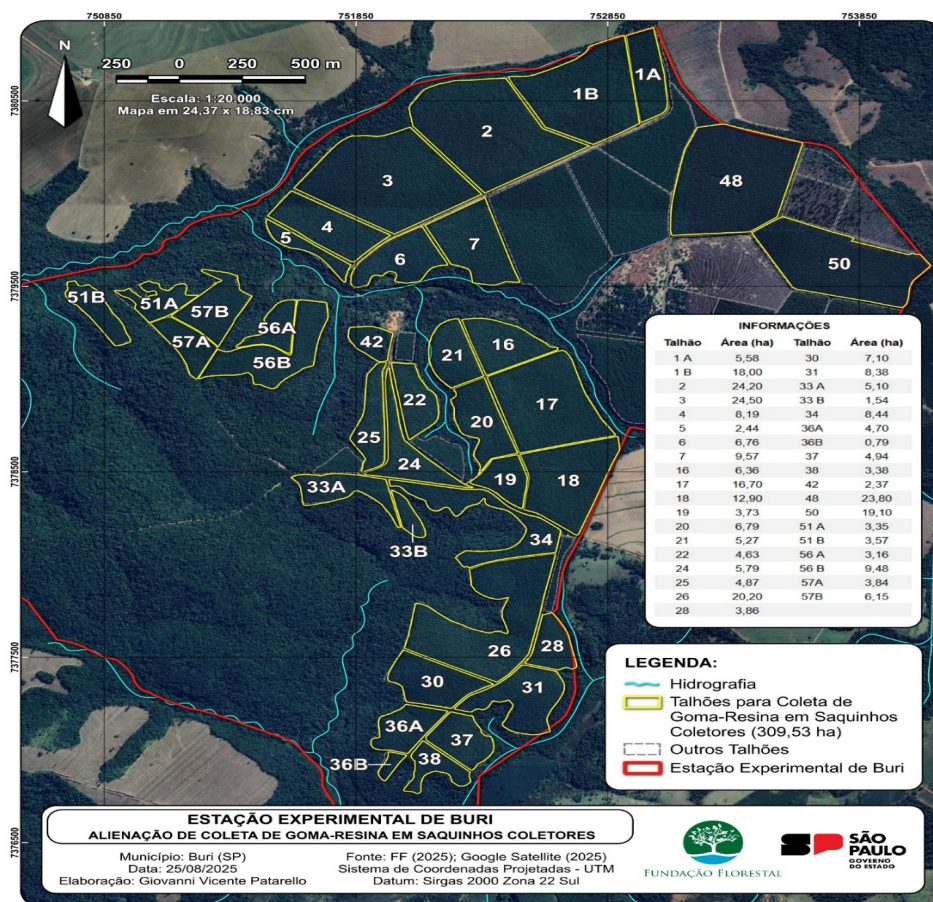 750850 751850 752850 753850
N
250 0 250 500 m
Escala: 1:20.000
Mapa em 24,37 x 18,83 cm
7380500
7379500
7378500
7377500
7376500
1A
1B
2
3
48
4
5
6
7
50
51B
51A
57B
57A
56A
56B
42
21
16
22
17
20
25
24
19
18
33A
33B
34
26
28
30
31
36A
37
36B
38
INFORMAÇÕES
Talhão Área (ha) Talhão Área (ha)
1 A 5,58 30 7,10
1 B 18,00 31 8,38
2 24,20 33 A 5,10
3 24,50 33 B 1,54
4 8,19 34 8,44
5 2,44 36A 4,70
6 6,76 36B 0,79
7 9,57 37 4,94
16 6,36 38 3,38
17 16,70 42 2,37
18 12,90 48 23,80
19 3,73 50 19,10
20 6,79 51 A 3,35
21 5,27 51 B 3,57
22 4,63 56 A 3,16
24 5,79 56 B 9,48
25 4,87 57A 3,84
26 20,20 57B 6,15
28 3,86
LEGENDA:
Hidrografia
Talhões para Coleta de
Goma-Resina em Saquinhos
Coletores (309,53 ha)
Outros Talhões
Estação Experimental de Buri
ESTAÇÃO EXPERIMENTAL DE BURI
ALIENAÇÃO DE COLETA DE GOMA-RESINA EM SAQUINHOS COLETORES
Município: Buri (SP)
Data: 25/08/2025
Elaboração: Giovanni Vicente Patarello
Fonte: FF (2025); Google Satellite (2025)
Sistema de Coordenadas Projetadas - UTM
Datum: Sirgas 2000 Zona 22 Sul
FUNDAÇÃO FLORESTAL
SP
SÃO
PAULO
GOVERNO
DO ESTADO